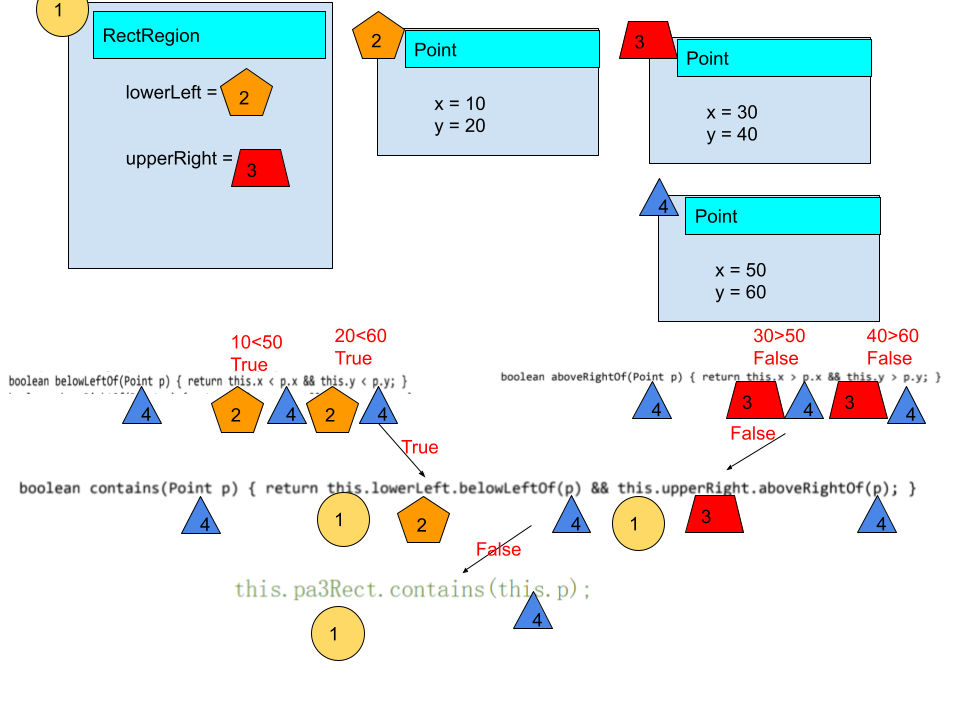 1
RectRegion
lowerLeft =
2
upperRight =
3
2
Point
x = 10
y = 20
3
Point
x = 30
y = 40
4
Point
x = 50
y = 60
10<50
True
20<60
True
boolean belowLeftOf(Point p) { return this.x < p.x && this.y < p.y; }
4 2 4 2 4
30>50
False
40>60
False
boolean aboveRightOf(Point p) { return this.x > p.x && this.y > p.y; }
4 3 4 3 4
True
False
boolean contains(Point p) { return this.lowerLeft.belowLeftOf(p) && this.upperRight.aboveRightOf(p); }
4 1 2 4 1 3 4
False
this.pa3Rect.contains(this.p);
1 4